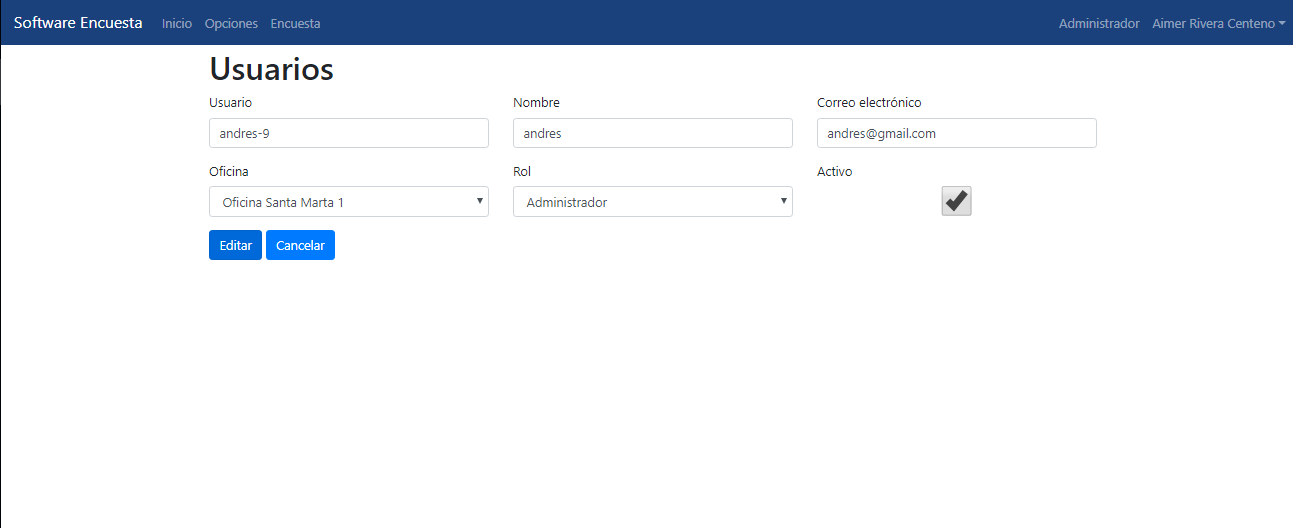 Software Encuesta Inicio Opciones Encuesta Administrador Aimer Rivera Centeno
Usuarios
Usuario Nombre Correo electrónico
andres-9 andres andres@gmail.com
Oficina Rol Activo
Oficina Santa Marta 1 Administrador
Editar Cancelar